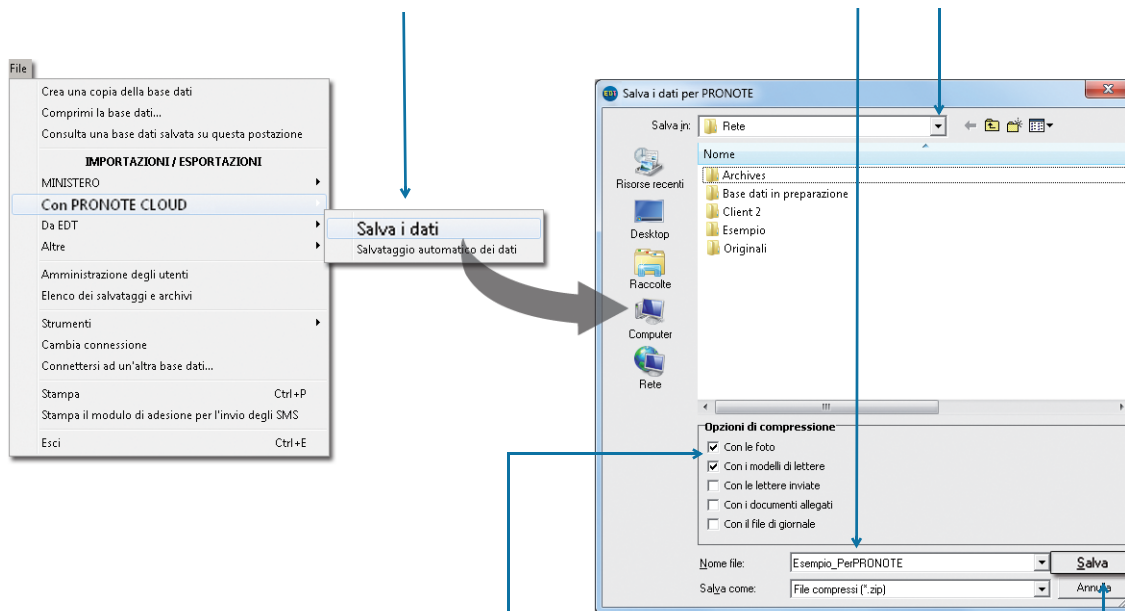 File
Crea una copia della base dati
Comprimi la base dati...
Consulta una base dati salvata su questa postazione
IMPORTAZIONI / ESPORTAZIONI
MINISTERO
Con PRONOTE CLOUD
Da EDT
Altre
Amministrazione degli utenti
Elenco dei salvataggi e archivi
Strumenti
Cambia connessione
Connettersi ad un'altra base dati...
Stampa Ctrl+P
Stampa il modulo di adesione per l'invio degli SMS
Esci Ctrl+E
Salva i dati
Salvataggio automatico dei dati
EDT Salva i dati per PRONOTE
Salva in: Rete
Nome
Archives
Base dati in preparazione
Client 2
Esempio
Originali
Risorse recenti
Desktop
Raccolte
Computer
Rete
Opzioni di compressione
Con le foto
Con i modelli di lettere
Con le lettere inviate
Con i documenti allegati
Con il file di giornale
Nome file: Esempio_PerPRONOTE Salva
Salva come: File compressi (*.zip) Annulla